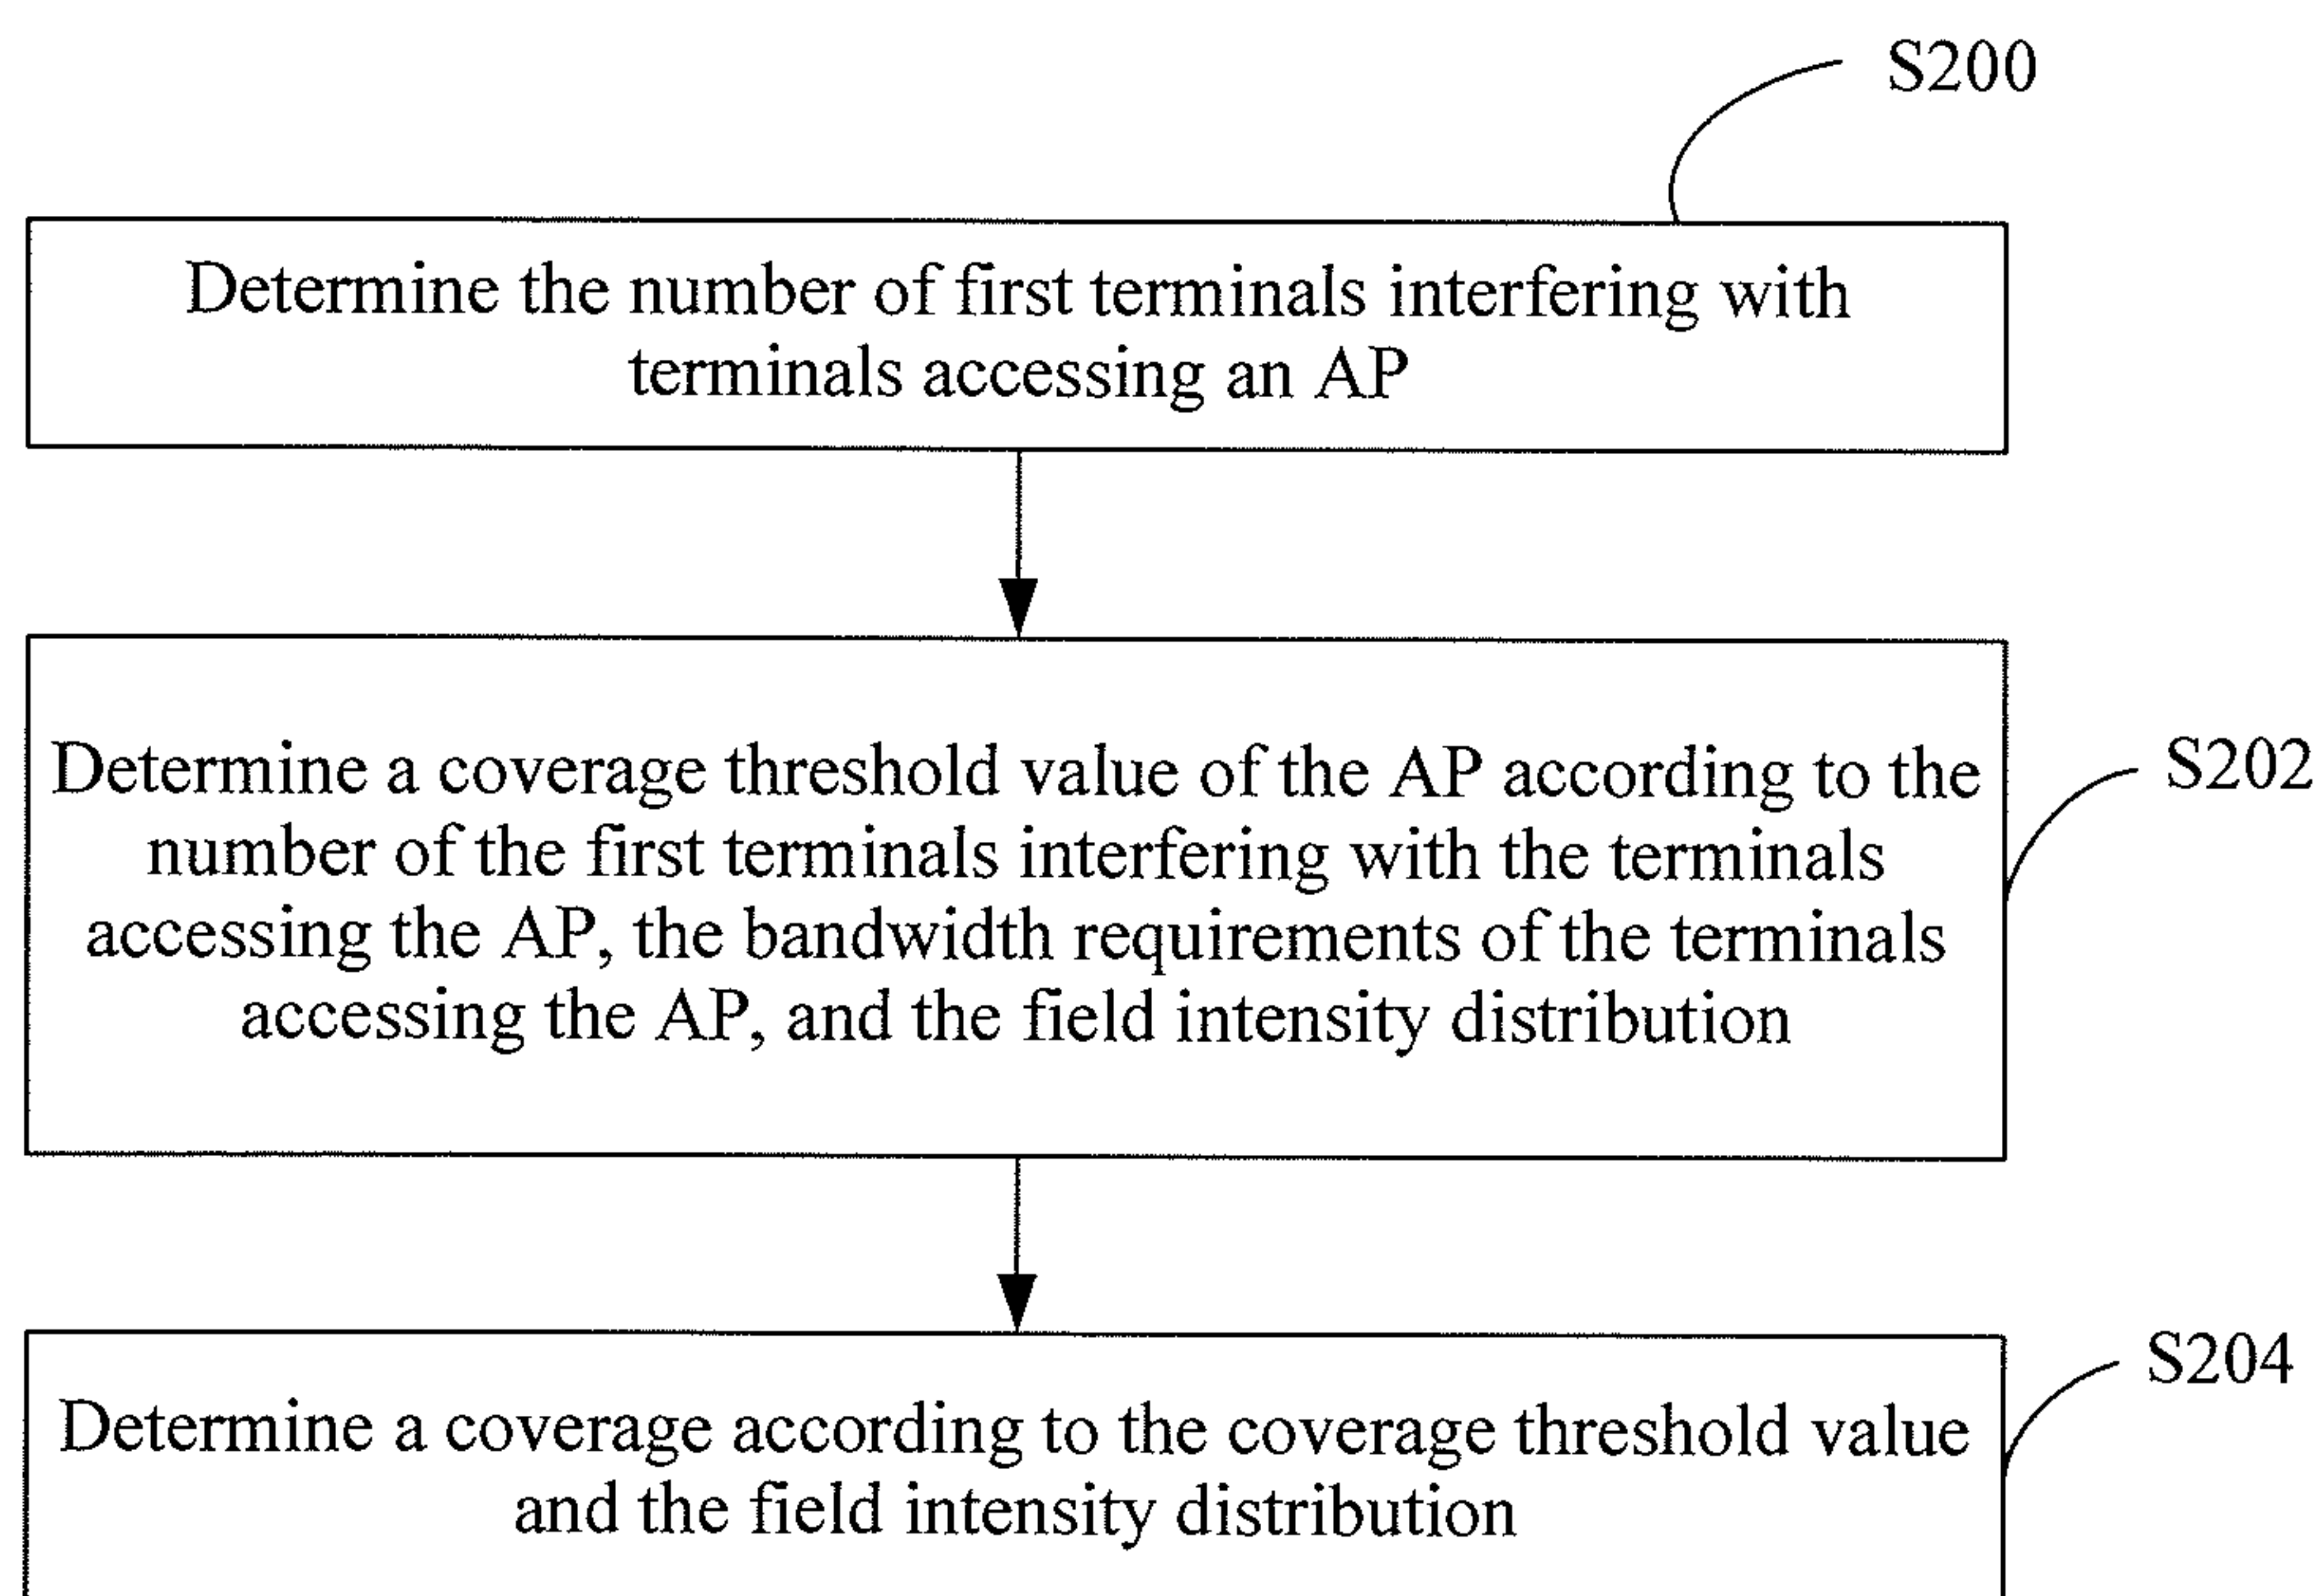 S200
Determine the number of first terminals interfering with
terminals accessing an AP
Determine a coverage threshold value of the AP according to the
number of the first terminals interfering with the terminals
accessing the AP, the bandwidth requirements of the terminals
accessing the AP, and the field intensity distribution
S202
Determine a coverage according to the coverage threshold value
and the field intensity distribution
S204